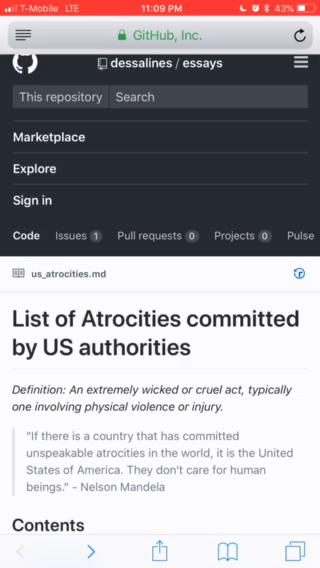 T-Mobile LTE 11:09 PM 43%
GitHub, Inc.
dessalines / essays
This repository Search
Marketplace
Explore
Sign in
Code Issues 1 Pull requests 0 Projects 0 Pulse
us_atrocities.md
List of Atrocities committed
by US authorities
Definition: An extremely wicked or cruel act, typically
one involving physical violence or injury.
"If there is a country that has committed
unspeakable atrocities in the world, it is the United
States of America. They don't care for human
beings." - Nelson Mandela
Contents